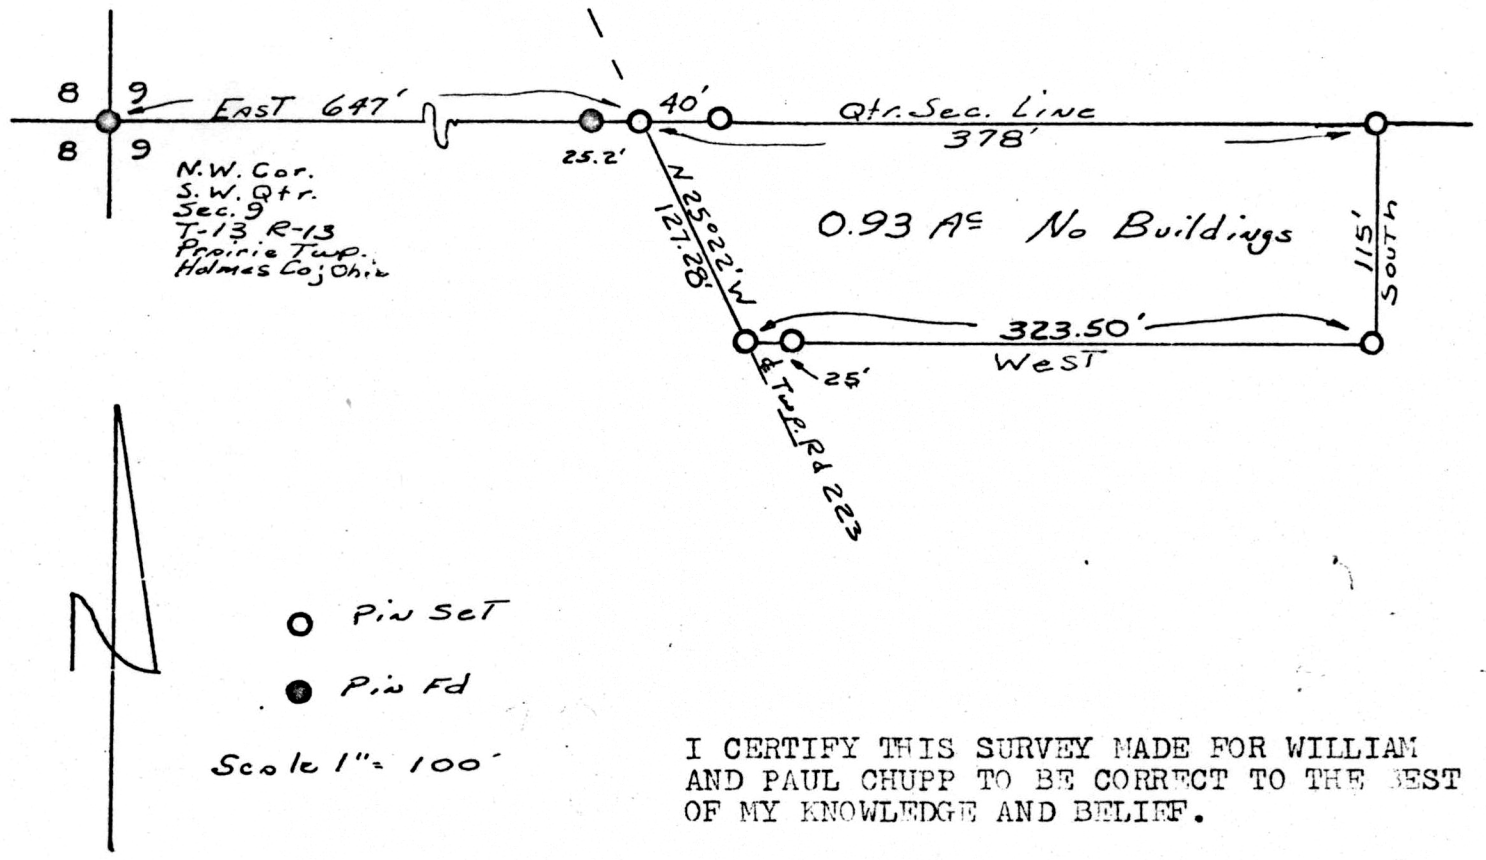 8 9
EAST 647'
40'
Qtr. Sec. Line
378'
8 9
25.2'
N.W. Cor.
S.W. Qtr.
Sec. 9
T-13 R-13
Prairie Twp.
Holmes Co; Ohio
N 25°22' W
127.28'
0.93 Ac No Buildings
115'
SOUTH
323.50'
WEST
25'
℄ Twp. Rd 223
N
Pin Set
Pin Fd
Scale 1"= 100'
I CERTIFY THIS SURVEY MADE FOR WILLIAM
AND PAUL CHUPP TO BE CORRECT TO THE BEST
OF MY KNOWLEDGE AND BELIEF.